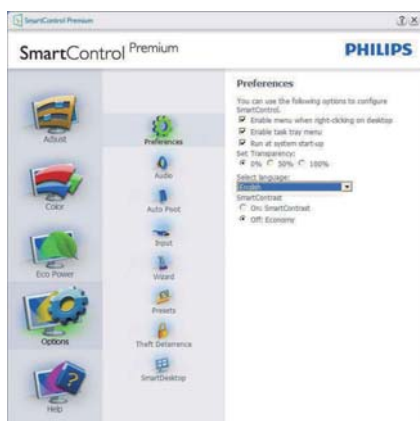 SmartControl Premium
SmartControl Premium
PHILIPS
Adjust
Color
Eco Power
Options
Help
Preferences
Audio
Auto Pivot
Input
Wizard
Presets
Theft Deterrence
SmartDesktop
Preferences
You can use the following options to configure
SmartControl.
Enable menu when right-clicking on desktop
Enable task tray menu
Run at system start-up
Set Transparency:
0% 50% 100%
Select language:
English
SmartContrast
On: SmartContrast
Off: Economy